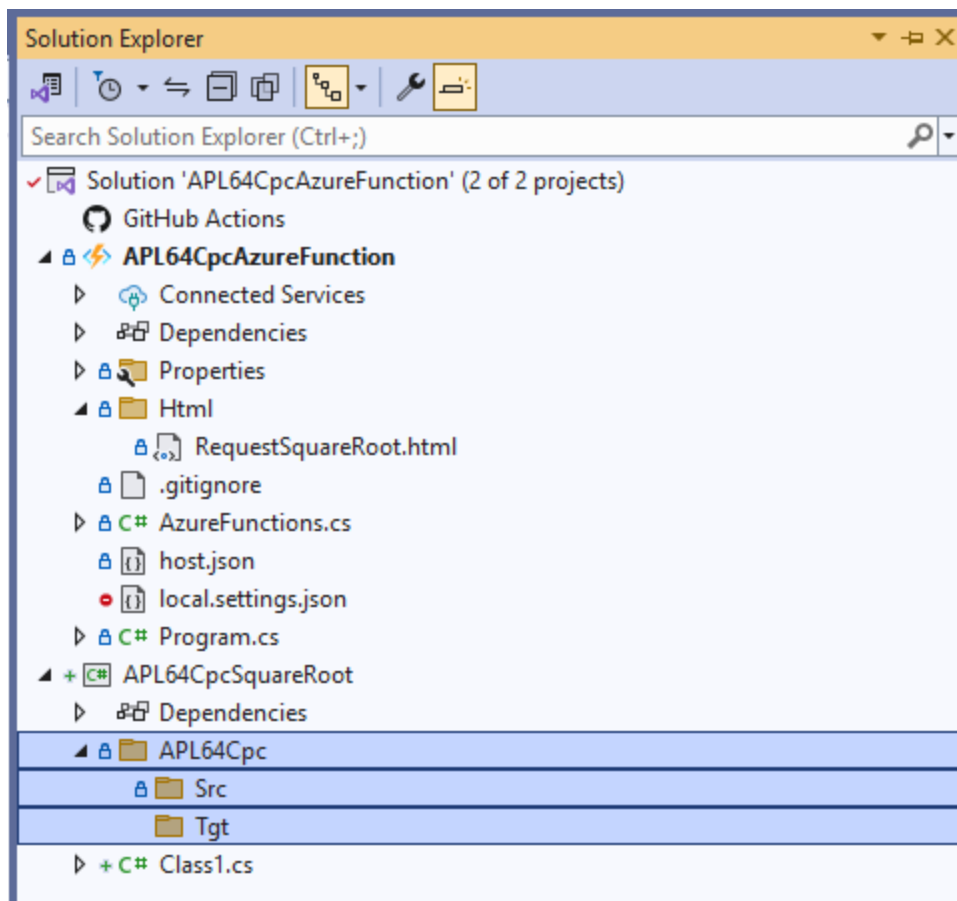 Solution Explorer
Search Solution Explorer (Ctrl+;)
Solution 'APL64CpcAzureFunction' (2 of 2 projects)
GitHub Actions
APL64CpcAzureFunction
Connected Services
Dependencies
Properties
Html
RequestSquareRoot.html
.gitignore
C# AzureFunctions.cs
host.json
local.settings.json
C# Program.cs
C# APL64CpcSquareRoot
Dependencies
APL64Cpc
Src
Tgt
C# Class1.cs